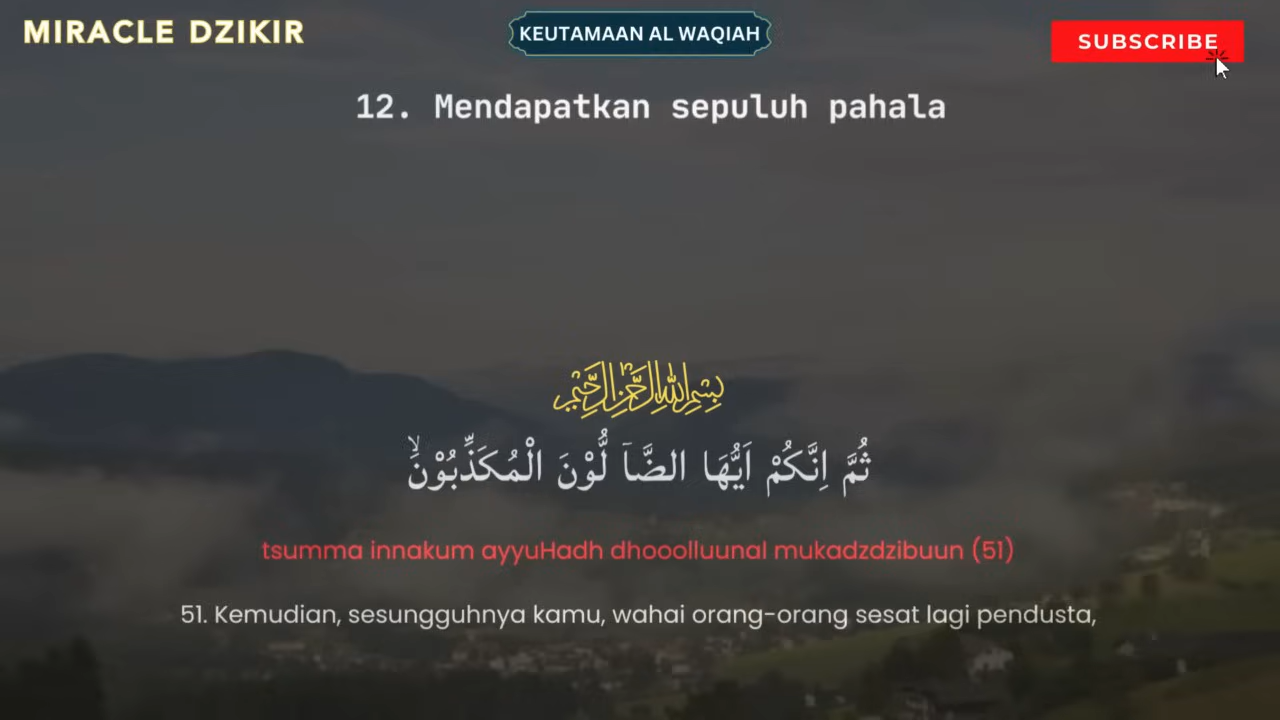 MIRACLE DZIKIR
KEUTAMAAN AL WAQIAH
SUBSCRIBE
12. Mendapatkan sepuluh pahala
بِسْمِ اللهِ الرَّحْمٰنِ الرَّحِيْمِ
ثُمَّ اِنَّكُمْ اَيُّهَا الضَّاۤ لُّوْنَ الْمُكَذِّبُوْنَۙ
tsumma innakum ayyuHadh dhooolluunal mukadzdzibuun (51)
51. Kemudian, sesungguhnya kamu, wahai orang-orang sesat lagi pendusta,